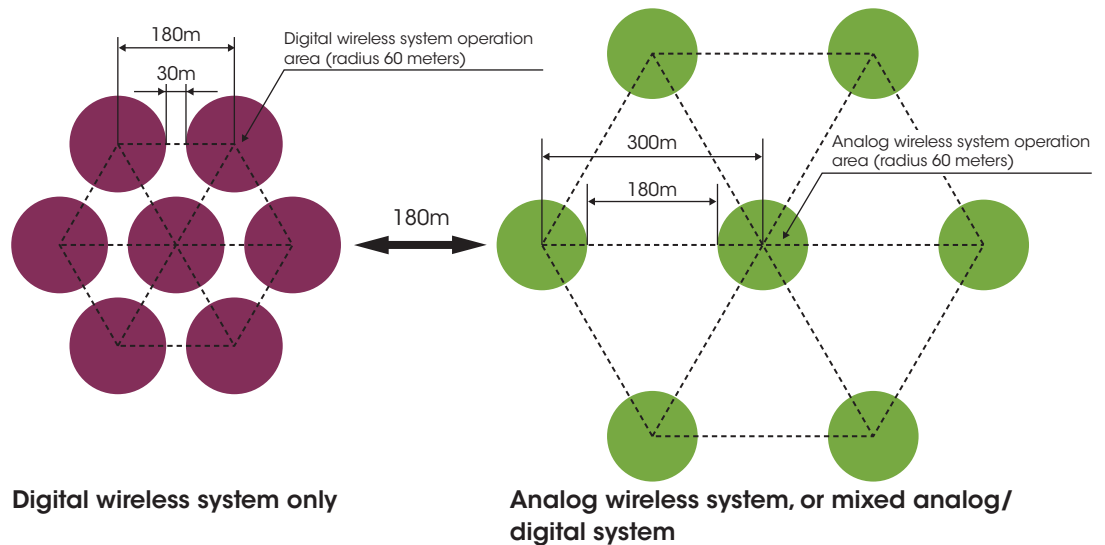 180m
Digital wireless system operation
area (radius 60 meters)
30m
180m
300m
Analog wireless system operation
area (radius 60 meters)
180m
Digital wireless system only
Analog wireless system, or mixed analog/
digital system